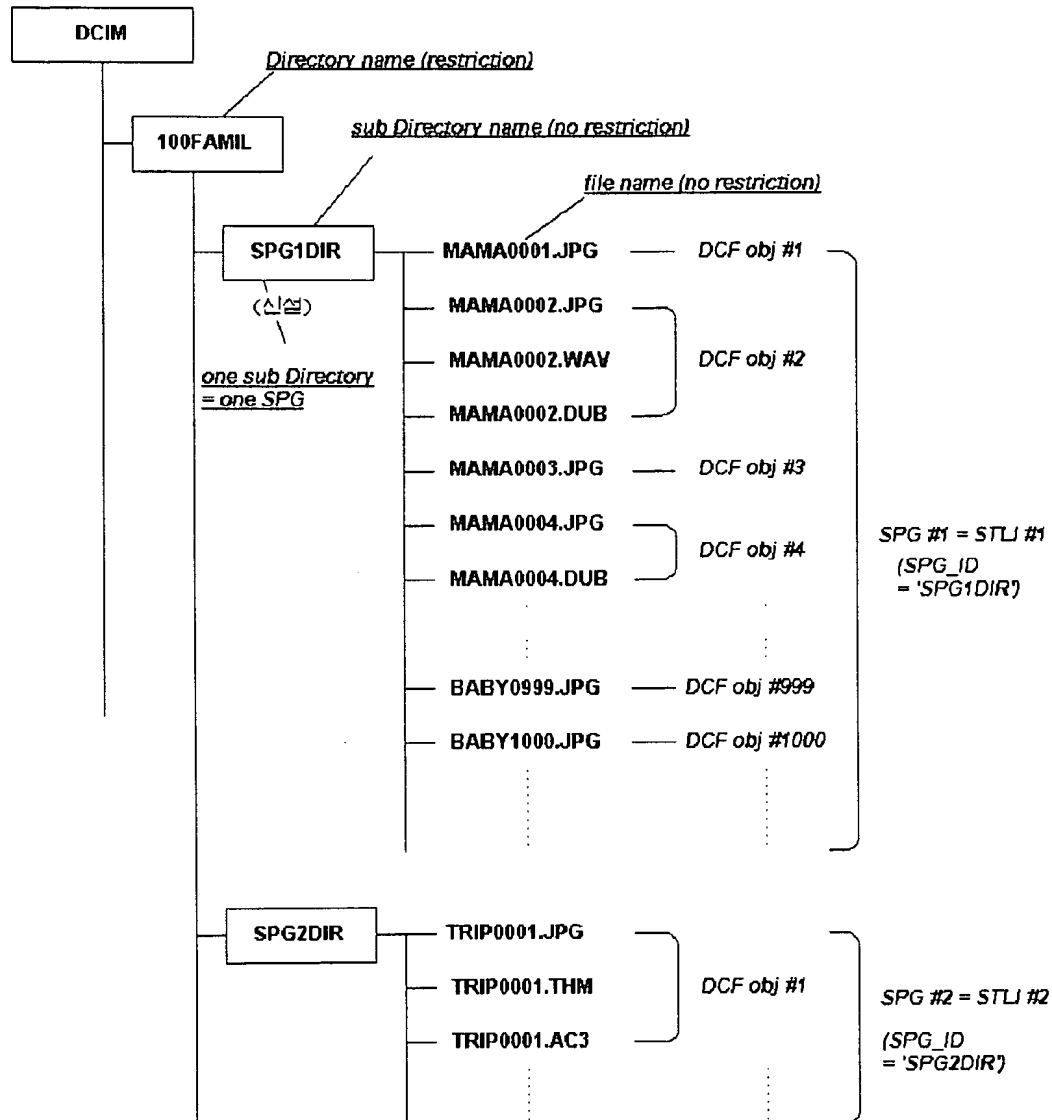 DCIM
Directory name (restriction)
100FAMIL
sub Directory name (no restriction)
file name (no restriction)
SPG1DIR
(신설)
one sub Directory
= one SPG
MAMA0001.JPG
DCF obj #1
MAMA0002.JPG
MAMA0002.WAV
DCF obj #2
MAMA0002.DUB
MAMA0003.JPG
DCF obj #3
MAMA0004.JPG
DCF obj #4
MAMA0004.DUB
BABY0999.JPG
DCF obj #999
BABY1000.JPG
DCF obj #1000
SPG #1 = STLI #1
(SPG_ID
= 'SPG1DIR')
SPG2DIR
TRIP0001.JPG
TRIP0001.THM
DCF obj #1
TRIP0001.AC3
SPG #2 = STLI #2
(SPG_ID
= 'SPG2DIR')